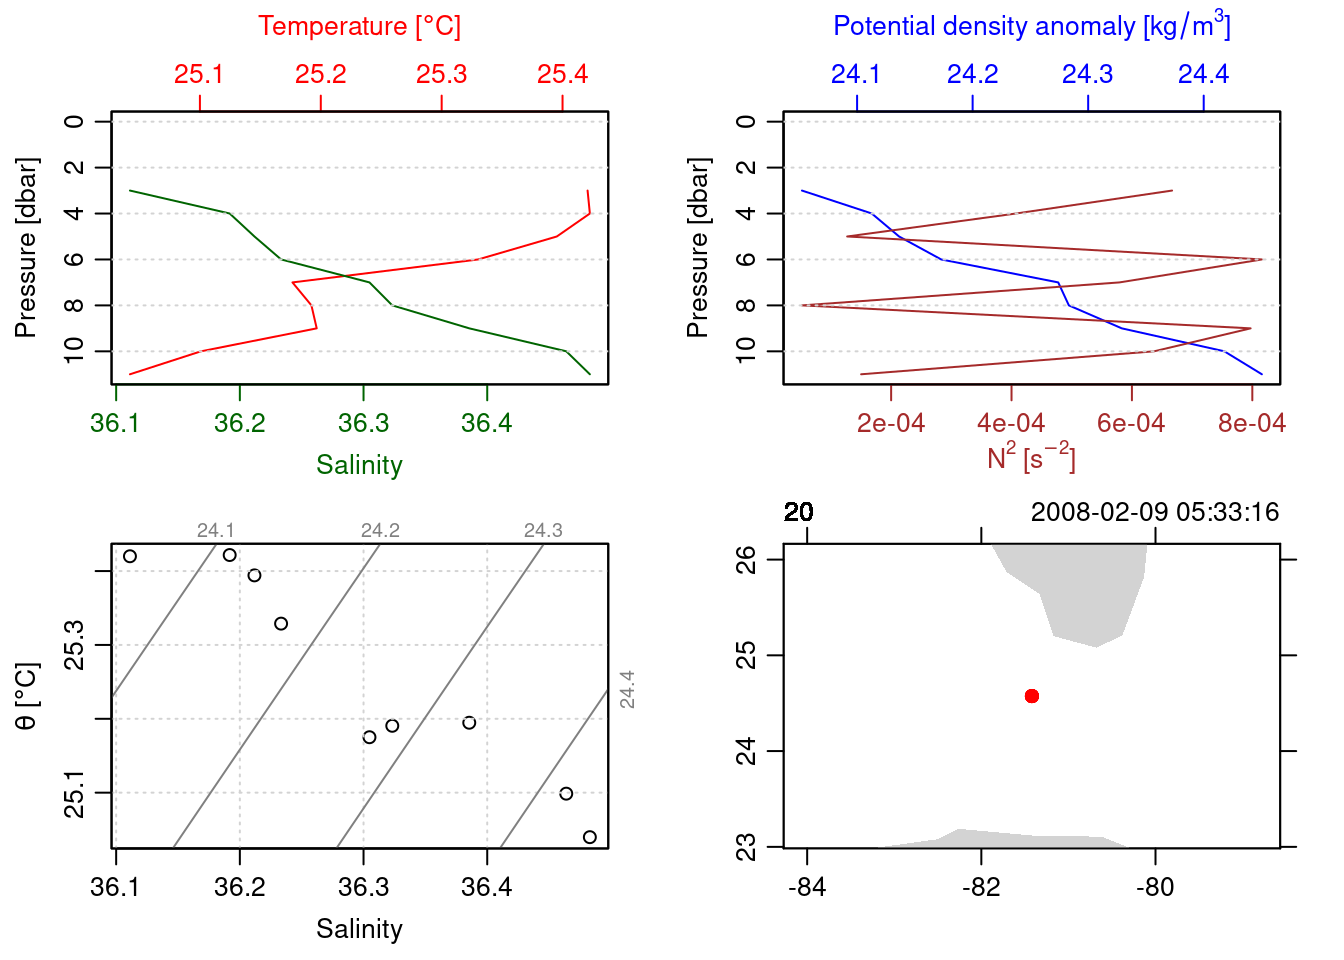 Temperature [°C]
25.1 25.2 25.3 25.4
Pressure [dbar]
0
2
4
6
8
10
36.1 36.2 36.3 36.4
Salinity
Potential density anomaly [kg/m³]
24.1 24.2 24.3 24.4
Pressure [dbar]
0
2
4
6
8
10
2e-04 4e-04 6e-04 8e-04
N² [s⁻²]
24.1 24.2 24.3
24.4
θ [°C]
25.3
25.1
36.1 36.2 36.3 36.4
Salinity
20 2008-02-09 05:33:16
26
25
24
23
-84 -82 -80